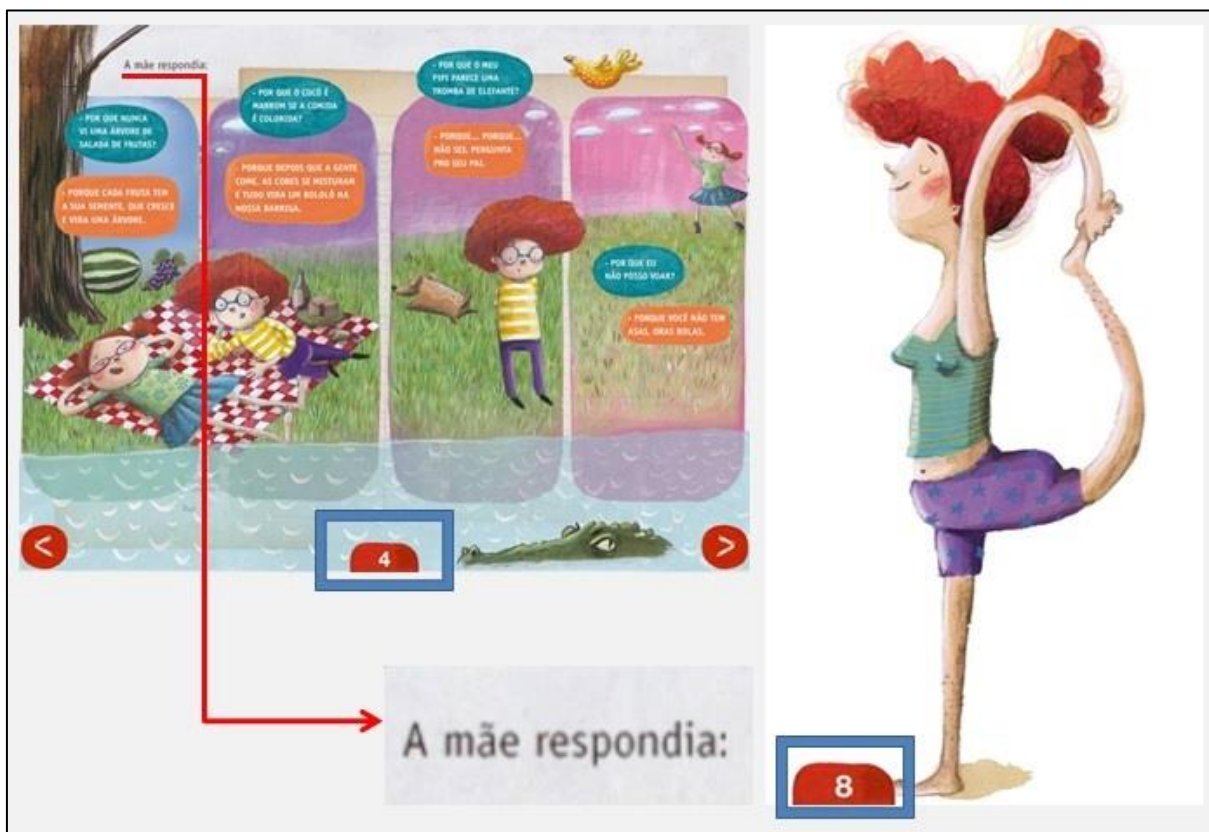 A mãe respondia:
- POR QUE NUNCA
VI UMA ÁRVORE DE
SALADA DE FRUTAS?
- PORQUE CADA FRUTA TEM
A SUA SEMENTE, QUE CRESCE
E VIRA UMA ÁRVORE.
- POR QUE O COCÔ É
MARROM SE A COMIDA
É COLORIDA?
- PORQUE DEPOIS QUE A GENTE
COME, AS CORES SE MISTURAM
E TUDO VIRA UM BOLOLÔ NA
NOSSA BARRIGA.
- POR QUE O MEU
PIPI PARECE UMA
TROMBA DE ELEFANTE?
- PORQUE... PORQUE...
NÃO SEI, PERGUNTA
PRO SEU PAI.
- POR QUE EU
NÃO POSSO VOAR?
- PORQUE VOCÊ NÃO TEM
ASAS, ORAS BOLAS.
<
4
>
A mãe respondia:
8